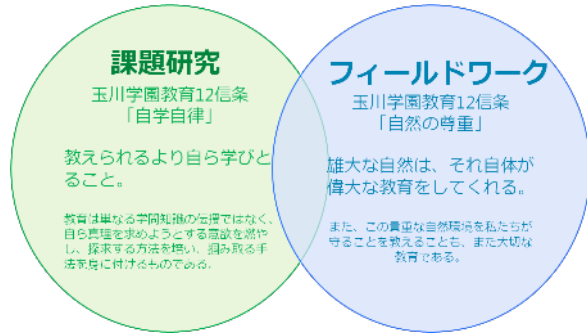 課題研究
玉川学園教育12信条
「自学自律」
教えられるより自ら学びと
ること。
教育は単なる学問知識の伝授ではなく、
自ら真理を求めようとする意欲を燃や
し、探求する方法を培い、掴み取る手
法を身に付けるものである。
フィールドワーク
玉川学園教育12信条
「自然の尊重」
雄大な自然は、それ自体が
偉大な教育をしてくれる。
また、この貴重な自然環境を私たちが
守ることを教えることも、また大切な
教育である。